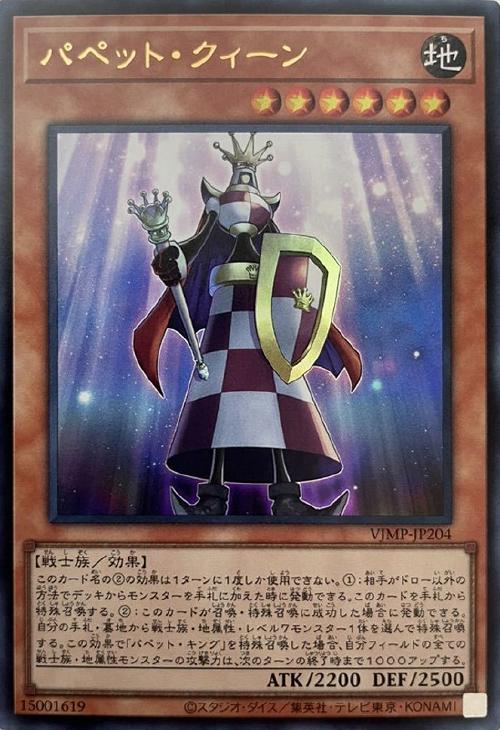 パペット・クィーン
地
VJMP-JP204
【戦士族/効果】
このカード名の②の効果は1ターンに1度しか使用できない。①:相手がドロー以外の
方法でデッキからモンスターを手札に加えた時に発動できる。このカードを手札から
特殊召喚する。②:このカードが召喚・特殊召喚に成功した場合に発動できる。
自分の手札・墓地から戦士族・地属性・レベル7モンスター1体を選んで特殊召喚
する。この効果で「パペット・キング」を特殊召喚した場合、自分フィールドの全ての
戦士族・地属性モンスターの攻撃力は、次のターンの終了時まで1000アップする。
ATK/2200 DEF/2500
15001619
©スタジオ・ダイス/集英社・テレビ東京・KONAMI